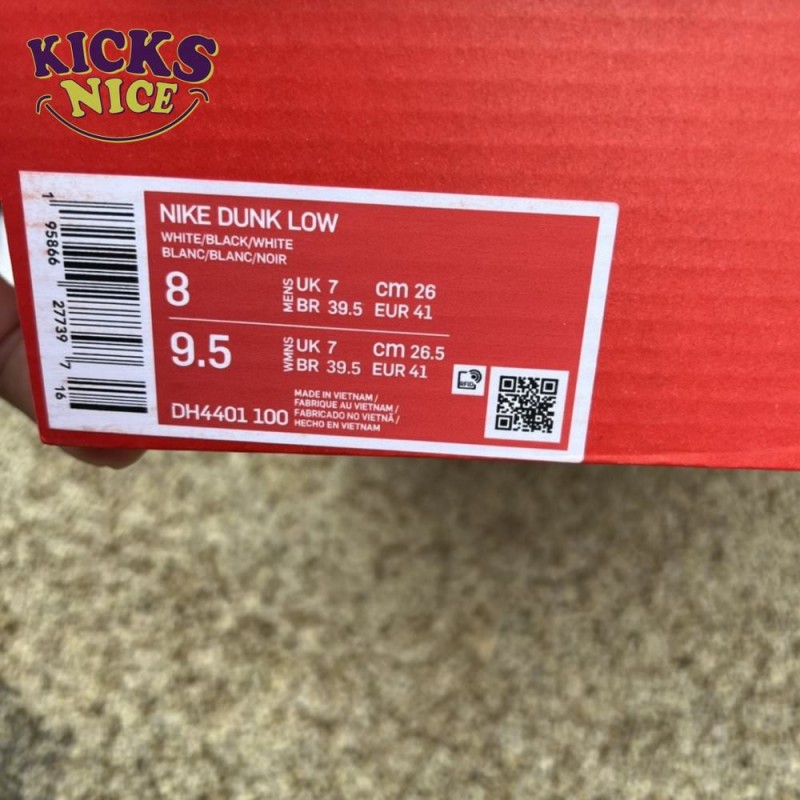 KICKS
NICE
NIKE DUNK LOW
WHITE/BLACK/WHITE
BLANC/BLANC/NOIR
8
MENS
UK 7 cm 26
BR 39.5 EUR 41
9.5
WMNS
UK 7 cm 26.5
BR 39.5 EUR 41
DH4401 100
MADE IN VIETNAM /
FABRIQUE AU VIETNAM /
FABRICADO NO VIETNÃ /
HECHO EN VIETNAM
RFID
1 95866 27739 7 16